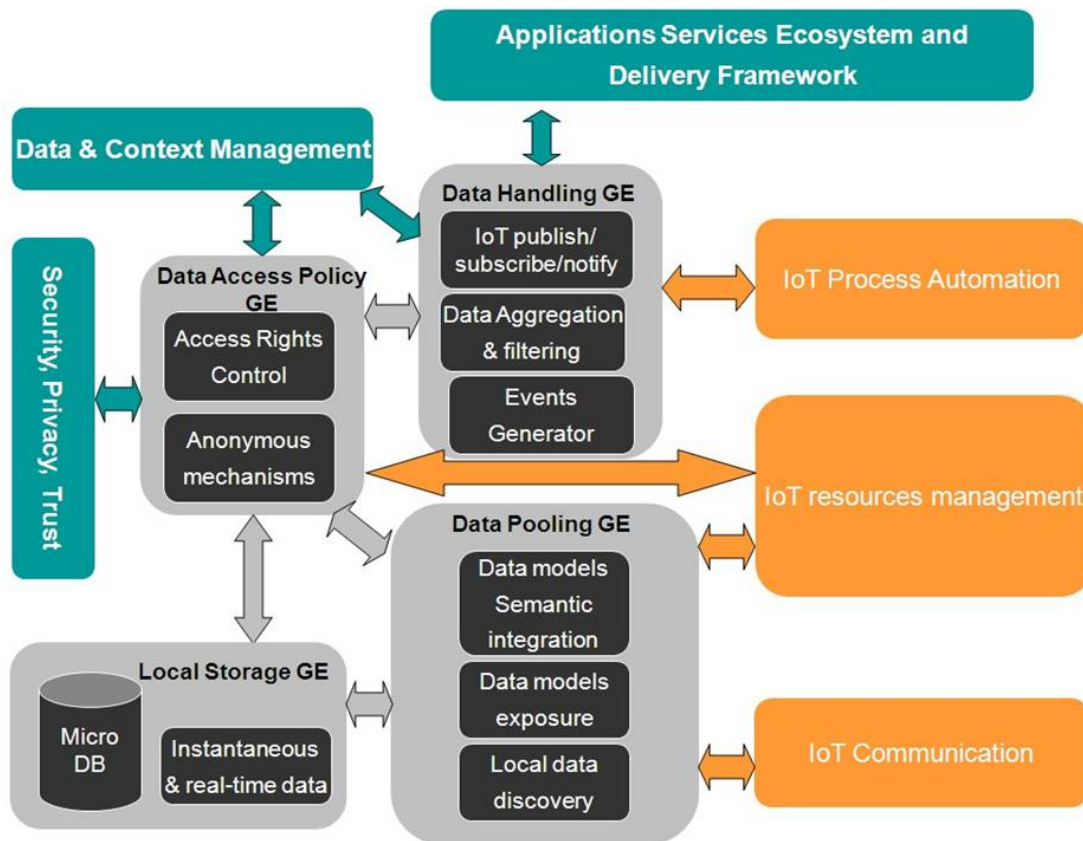 Applications Services Ecosystem and
Delivery Framework
Data & Context Management
Data Handling GE
IoT publish/
subscribe/notify
Data Aggregation
& filtering
Events
Generator
Security, Privacy, Trust
Data Access Policy
GE
Access Rights
Control
Anonymous
mechanisms
IoT Process Automation
IoT resources management
Data Pooling GE
Data models
Semantic
integration
Data models
exposure
Local data
discovery
Local Storage GE
Micro
DB
Instantaneous
& real-time data
IoT Communication